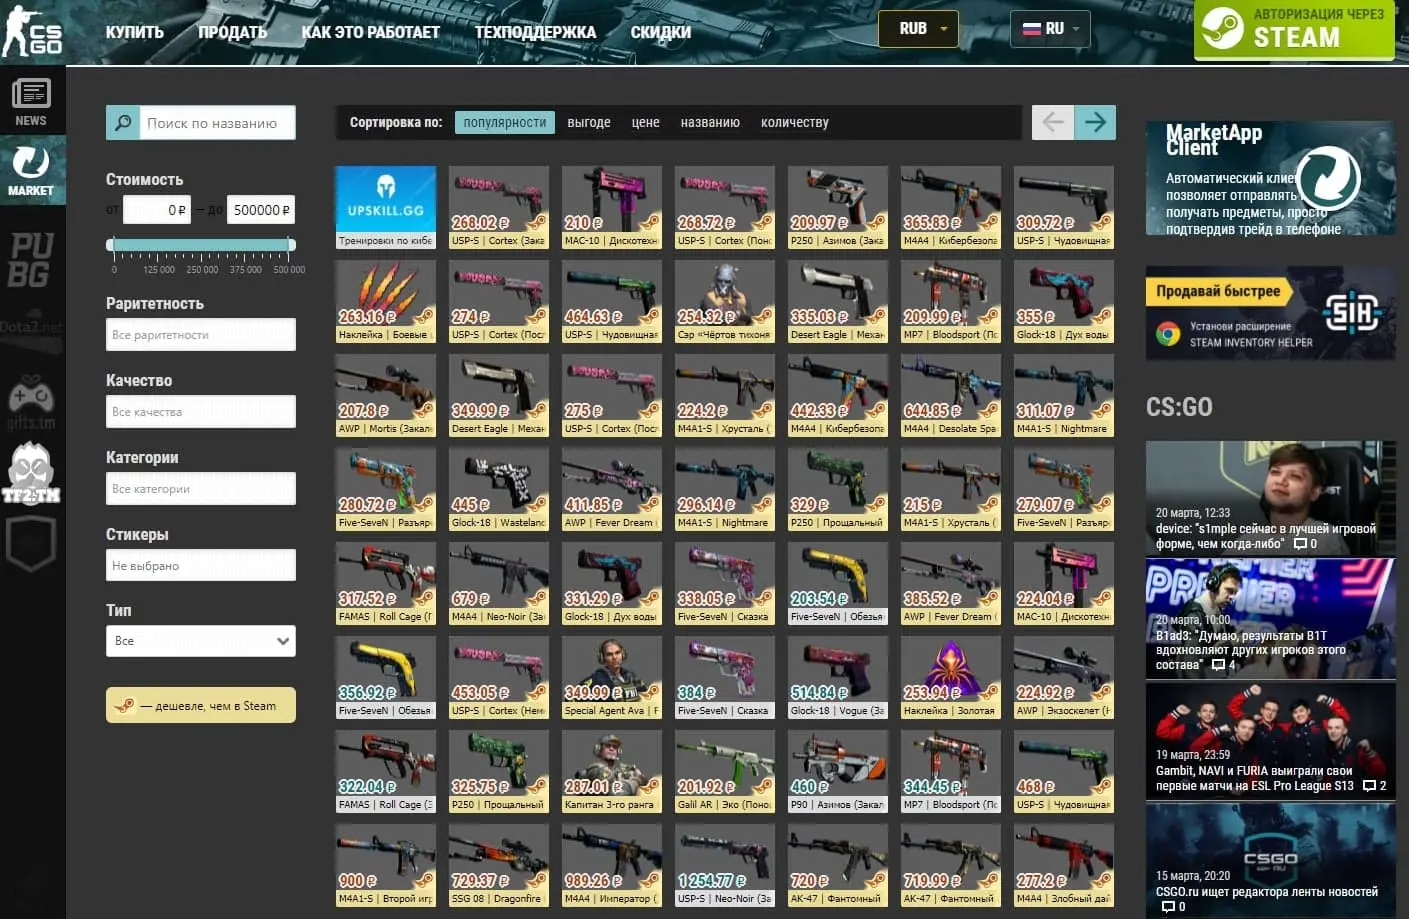 CS
GO
КУПИТЬ ПРОДАТЬ КАК ЭТО РАБОТАЕТ ТЕХПОДДЕРЖКА СКИДКИ
RUB
RU
АВТОРИЗАЦИЯ ЧЕРЕЗ
STEAM
NEWS
MARKET
PU
BG
Dota2.net
gifts.tm
TF2.TM
Поиск по названию
Стоимость
от 0 ₽ — до 500000 ₽
0 125 000 250 000 375 000 500 000
Раритетность
Все раритетности
Качество
Все качества
Категории
Все категории
Стикеры
Не выбрано
Тип
Все
— дешевле, чем в Steam
Сортировка по: популярности выгоде цене названию количеству
UPSKILL.GG
268.02 ₽ 210 ₽ 268.72 ₽ 209.97 ₽ 365.83 ₽ 309.72 ₽
Тренировки по кибе USP-S | Cortex (Зака MAC-10 | Дискотехн USP-S | Cortex (Пон P250 | Азимов (Зака M4A4 | Кибербезопа USP-S | Чудовищная
263.16 ₽ 274 ₽ 464.63 ₽ 254.32 ₽ 335.03 ₽ 209.99 ₽ 355 ₽
Наклейка | Боевые USP-S | Cortex (Посл USP-S | Чудовищная Сэр «Чёртов тихоня Desert Eagle | Механ MP7 | Bloodsport (По Glock-18 | Дух воды
207.8 ₽ 349.99 ₽ 275 ₽ 224.2 ₽ 442.33 ₽ 644.85 ₽ 311.07 ₽
AWP | Mortis (Закал Desert Eagle | Механ USP-S | Cortex (Посл M4A1-S | Хрусталь ( M4A4 | Кибербезопа M4A4 | Desolate Spa M4A1-S | Nightmare
280.72 ₽ 445 ₽ 411.85 ₽ 296.14 ₽ 329 ₽ 215 ₽ 279.07 ₽
Five-SeveN | Разъяр Glock-18 | Wasteland AWP | Fever Dream ( M4A1-S | Nightmare P250 | Прощальный M4A1-S | Хрусталь ( Five-SeveN | Разъяр
317.52 ₽ 679 ₽ 331.29 ₽ 338.05 ₽ 203.54 ₽ 385.52 ₽ 224.04 ₽
FAMAS | Roll Cage (П M4A4 | Neo-Noir (За Glock-18 | Дух воды Five-SeveN | Сказка Five-SeveN | Обезья AWP | Fever Dream ( MAC-10 | Дискотехн
356.92 ₽ 453.05 ₽ 349.99 ₽ 384 ₽ 514.84 ₽ 253.94 ₽ 224.92 ₽
Five-SeveN | Обезья USP-S | Cortex (Нем Special Agent Ava | F Five-SeveN | Сказка Glock-18 | Vogue (За Наклейка | Золотая AWP | Экзоскелет (Н
322.04 ₽ 325.75 ₽ 287.01 ₽ 201.92 ₽ 460 ₽ 344.45 ₽ 468 ₽
FAMAS | Roll Cage (З P250 | Прощальный Капитан 3-го ранга Galil AR | Эко (Поно P90 | Азимов (Закал MP7 | Bloodsport (По USP-S | Чудовищная
900 ₽ 729.37 ₽ 989.26 ₽ 1 254.77 ₽ 720 ₽ 719.99 ₽ 277.2 ₽
M4A1-S | Второй игр SSG 08 | Dragonfire M4A4 | Император ( USP-S | Neo-Noir (За AK-47 | Фантомный AK-47 | Фантомный M4A4 | Злобный дай
MarketApp
Client
Автоматический клие
позволяет отправлять
получать предметы, просто
подтвердив трейд в телефоне
Продавай быстрее
Установи расширение
STEAM INVENTORY HELPER
SIH
CS:GO
20 марта, 12:33
device: "s1mple сейчас в лучшей игровой
форме, чем когда-либо" 0
PREMIER
20 марта, 10:00
B1ad3: "Думаю, результаты B1T
вдохновляют других игроков этого
состава" 4
19 марта, 23:59
Gambit, NAVI и FURIA выиграли свои
первые матчи на ESL Pro League S13 2
CSGO
15 марта, 20:20
CSGO.ru ищет редактора ленты новостей
0